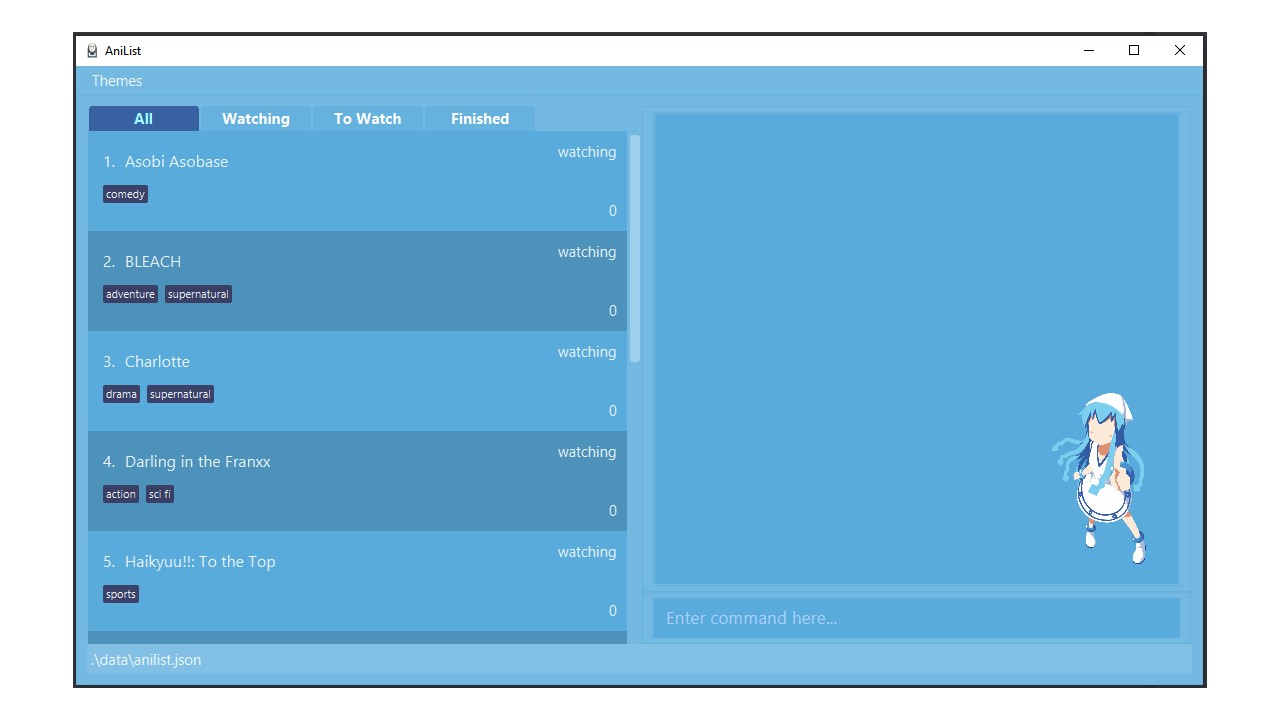 AniList
Themes
All Watching To Watch Finished
1. Asobi Asobase watching
comedy
0
2. BLEACH watching
adventure supernatural
0
3. Charlotte watching
drama supernatural
0
4. Darling in the Franxx watching
action sci fi
0
5. Haikyuu!!: To the Top watching
sports
0
Enter command here...
.\data\anilist.json